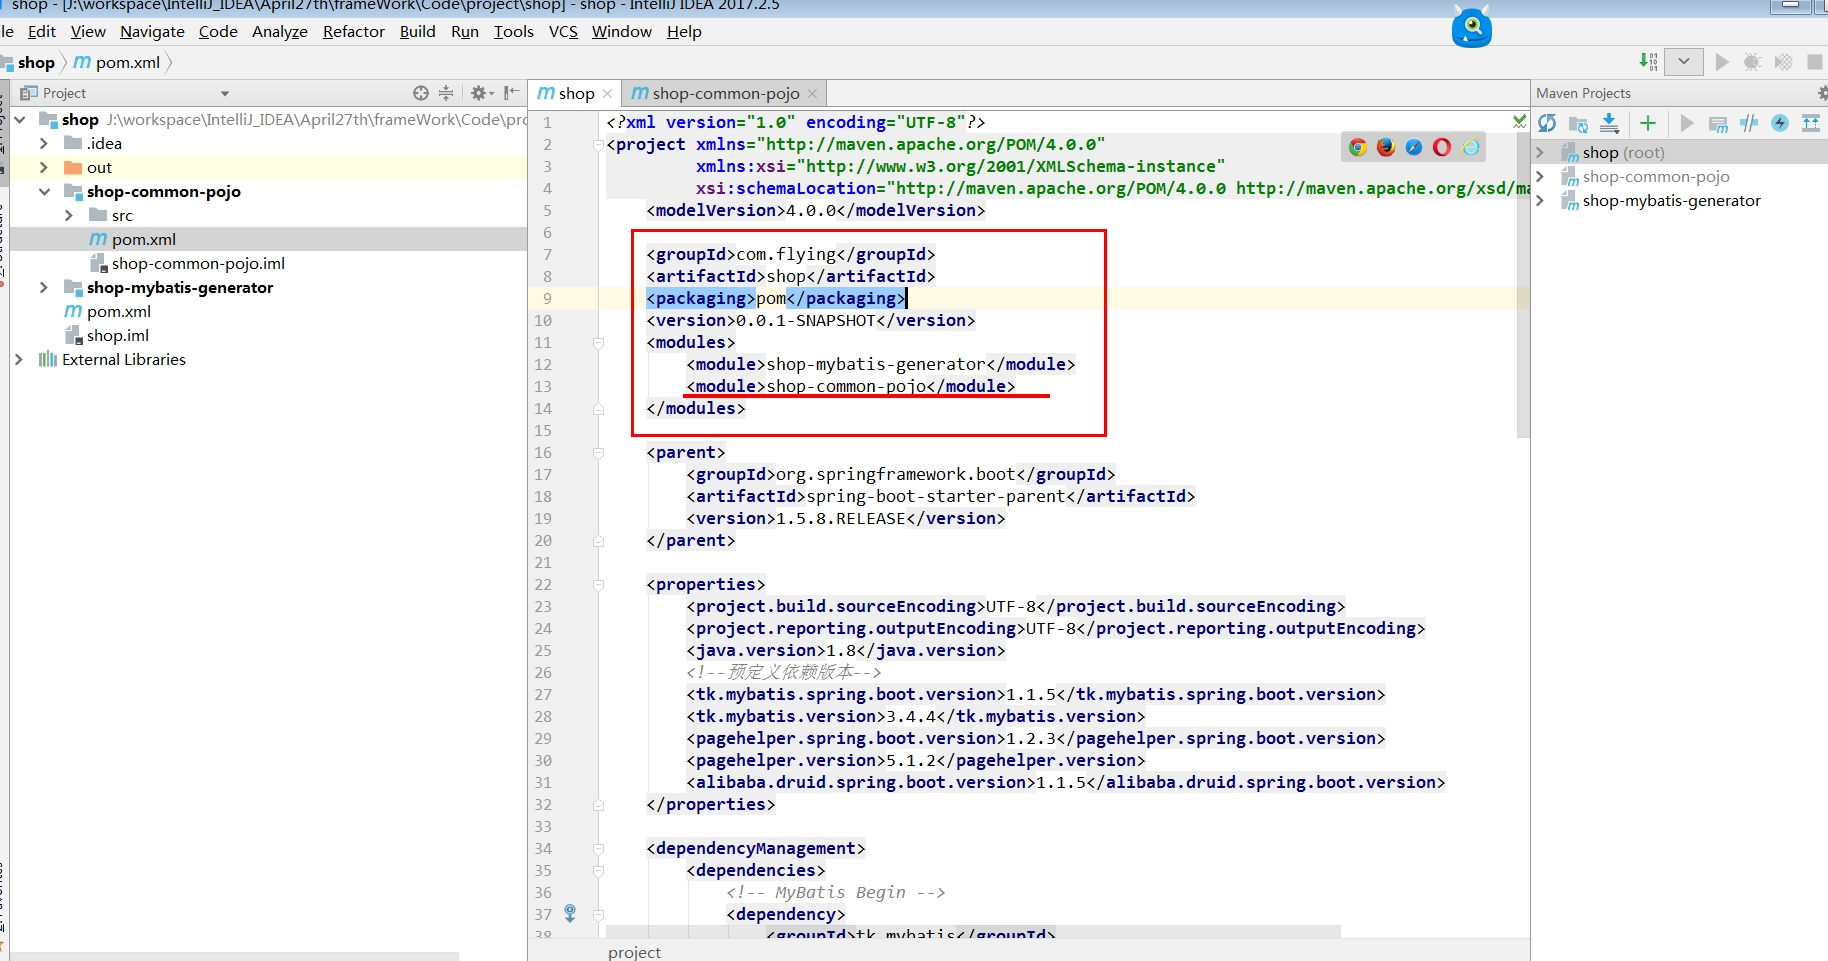 shop - [J:\workspace\IntelliJ_IDEA\April27th\frameWork\Code\project\shop] - shop - IntelliJ IDEA 2017.2.5
le Edit View Navigate Code Analyze Refactor Build Run Tools VCS Window Help
shop pom.xml
Project
shop J:\workspace\IntelliJ_IDEA\April27th\frameWork\Code\pro
.idea
out
shop-common-pojo
src
pom.xml
shop-common-pojo.iml
shop-mybatis-generator
pom.xml
shop.iml
External Libraries
shop shop-common-pojo
1 <?xml version="1.0" encoding="UTF-8"?>
2 <project xmlns="http://maven.apache.org/POM/4.0.0"
3 xmlns:xsi="http://www.w3.org/2001/XMLSchema-instance"
4 xsi:schemaLocation="http://maven.apache.org/POM/4.0.0 http://maven.apache.org/xsd/ma
5 <modelVersion>4.0.0</modelVersion>
6
7 <groupId>com.flying</groupId>
8 <artifactId>shop</artifactId>
9 <packaging>pom</packaging>
10 <version>0.0.1-SNAPSHOT</version>
11 <modules>
12 <module>shop-mybatis-generator</module>
13 <module>shop-common-pojo</module>
14 </modules>
15
16 <parent>
17 <groupId>org.springframework.boot</groupId>
18 <artifactId>spring-boot-starter-parent</artifactId>
19 <version>1.5.8.RELEASE</version>
20 </parent>
21
22 <properties>
23 <project.build.sourceEncoding>UTF-8</project.build.sourceEncoding>
24 <project.reporting.outputEncoding>UTF-8</project.reporting.outputEncoding>
25 <java.version>1.8</java.version>
26 <!--预定义依赖版本-->
27 <tk.mybatis.spring.boot.version>1.1.5</tk.mybatis.spring.boot.version>
28 <tk.mybatis.version>3.4.4</tk.mybatis.version>
29 <pagehelper.spring.boot.version>1.2.3</pagehelper.spring.boot.version>
30 <pagehelper.version>5.1.2</pagehelper.version>
31 <alibaba.druid.spring.boot.version>1.1.5</alibaba.druid.spring.boot.version>
32 </properties>
33
34 <dependencyManagement>
35 <dependencies>
36 <!-- MyBatis Begin -->
37 <dependency>
38 <groupId>tk.mybatis</groupId>
project
Maven Projects
shop (root)
shop-common-pojo
shop-mybatis-generator